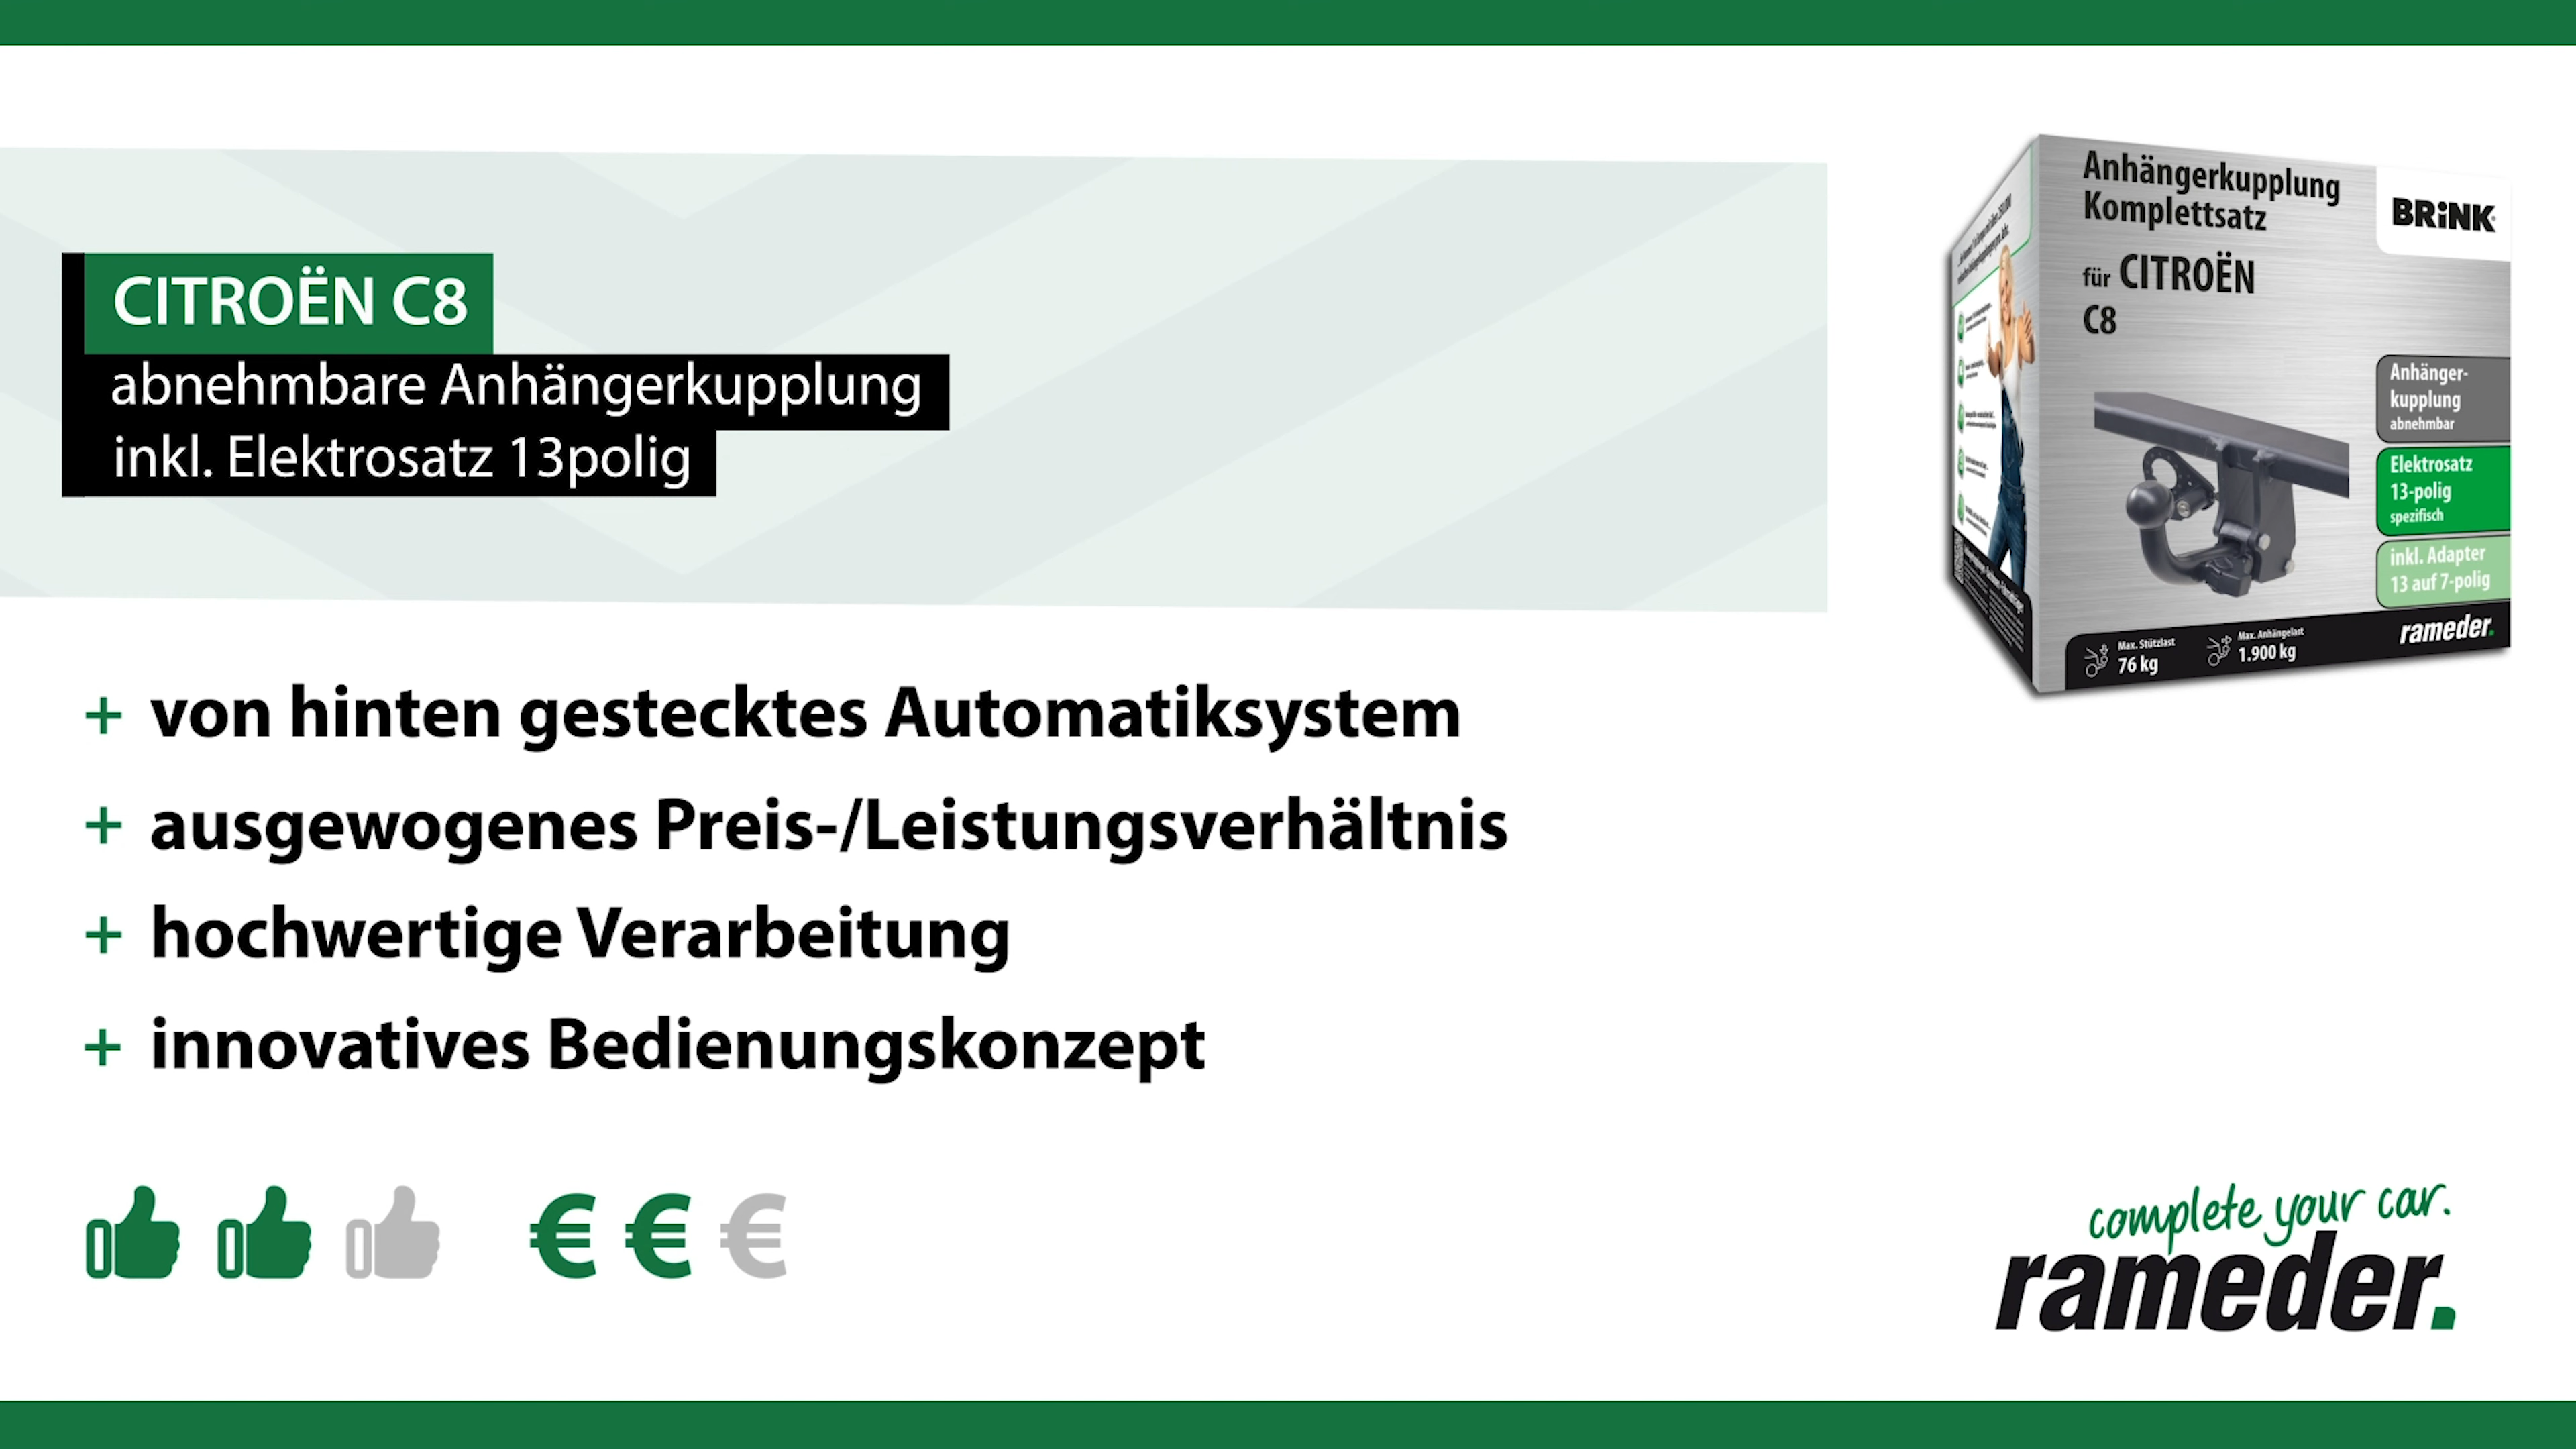 CITROËN C8
abnehmbare Anhängerkupplung
inkl. Elektrosatz 13polig
Anhängerkupplung
Komplettsatz
BRiNK
für CITROËN
C8
Anhänger-
kupplung
abnehmbar
Elektrosatz
13-polig
spezifisch
inkl. Adapter
13 auf 7-polig
Max. Stützlast
76 kg
Max. Anhängelast
1.900 kg
rameder.
+ von hinten gestecktes Automatiksystem
+ ausgewogenes Preis-/Leistungsverhältnis
+ hochwertige Verarbeitung
+ innovatives Bedienungskonzept
€ € €
complete your car.
rameder.